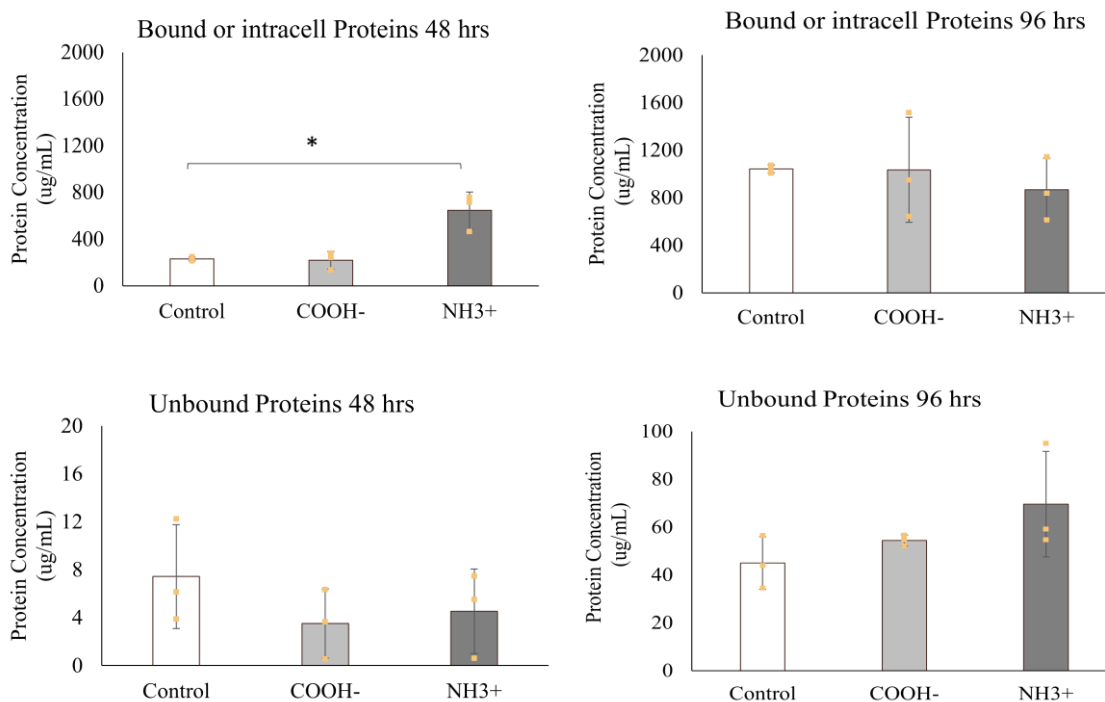 Bound or intracell Proteins 48 hrs
Protein Concentration
(ug/mL)
2000
1600
1200
800
400
0
*
Control COOH- NH3+
Bound or intracell Proteins 96 hrs
Protein Concentration
(ug/mL)
2000
1600
1200
800
400
0
Control COOH- NH3+
Unbound Proteins 48 hrs
Protein Concentration
(ug/mL)
20
16
12
8
4
0
Control COOH- NH3+
Unbound Proteins 96 hrs
Protein Concentration
(ug/mL)
100
80
60
40
20
0
Control COOH- NH3+